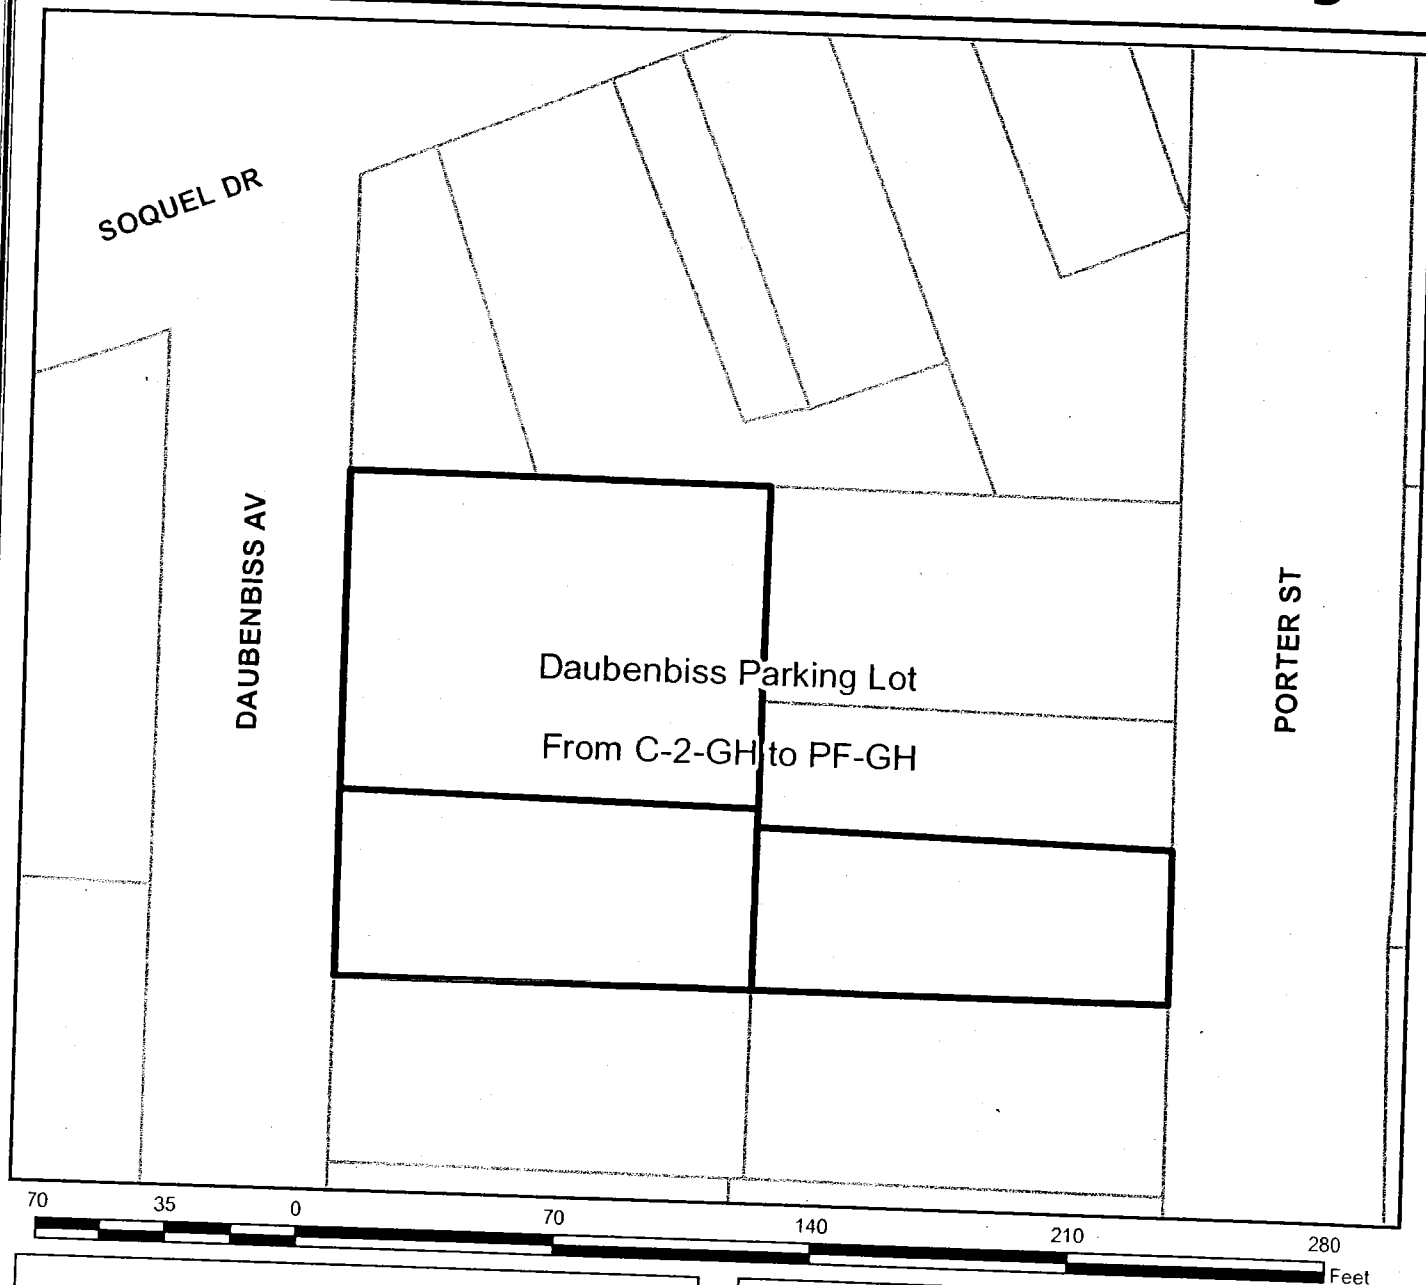 SOQUEL DR
DAUBENBISS AV
PORTER ST
Daubenbiss Parking Lot
From C-2-GH to PF-GH
70 35 0 70 140 210 280
Feet